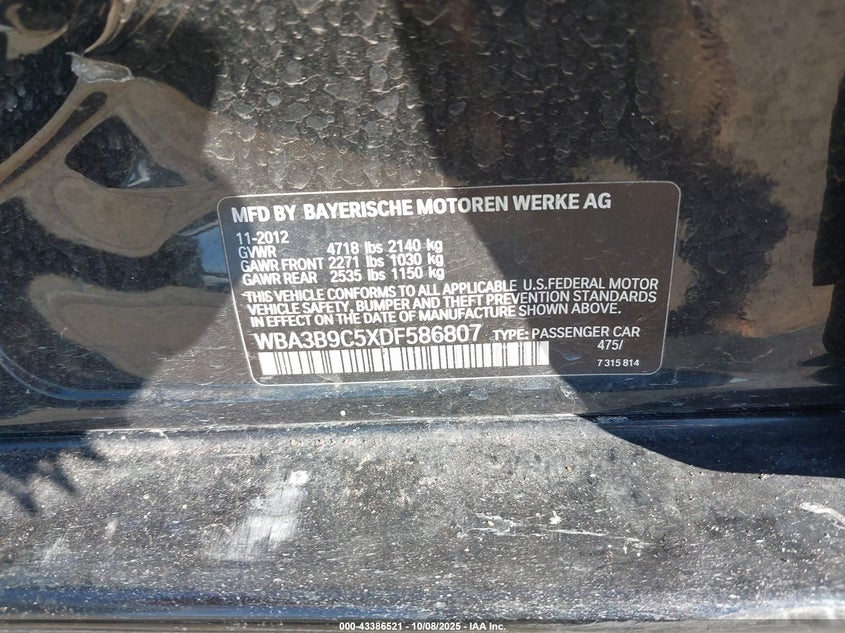 MFD BY BAYERISCHE MOTOREN WERKE AG
11-2012
GVWR 4718 lbs 2140 kg
GAWR FRONT 2271 lbs 1030 kg
GAWR REAR 2535 lbs 1150 kg
THIS VEHICLE CONFORMS TO ALL APPLICABLE U.S.FEDERAL MOTOR
VEHICLE SAFETY, BUMPER AND THEFT PREVENTION STANDARDS
IN EFFECT ON THE DATE OF MANUFACTURE SHOWN ABOVE.
WBA3B9C5XDF586807 TYPE: PASSENGER CAR
475/
7 315 814
000-43386521 - 10/08/2025 - IAA Inc.